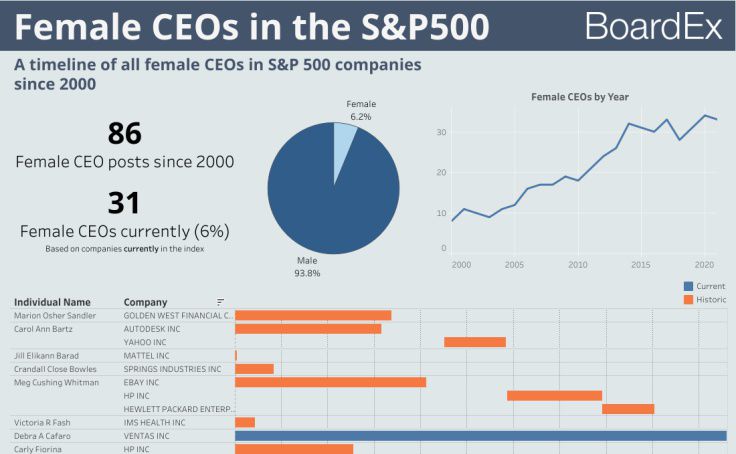 Female CEOs in the S&P500
BoardEx
A timeline of all female CEOs in S&P 500 companies
since 2000
86
Female CEO posts since 2000
31
Female CEOs currently (6%)
Based on companies currently in the index
Female
6.2%
Male
93.8%
Female CEOs by Year
30
20
10
0
2000 2005 2010 2015 2020
Current
Historic
Individual Name Company
Marion Osher Sandler GOLDEN WEST FINANCIAL C...
Carol Ann Bartz AUTODESK INC
YAHOO INC
Jill Elikann Barad MATTEL INC
Crandall Close Bowles SPRINGS INDUSTRIES INC
Meg Cushing Whitman EBAY INC
HP INC
HEWLETT PACKARD ENTERP...
Victoria R Fash IMS HEALTH INC
Debra A Cafaro VENTAS INC
Carly Fiorina HP INC